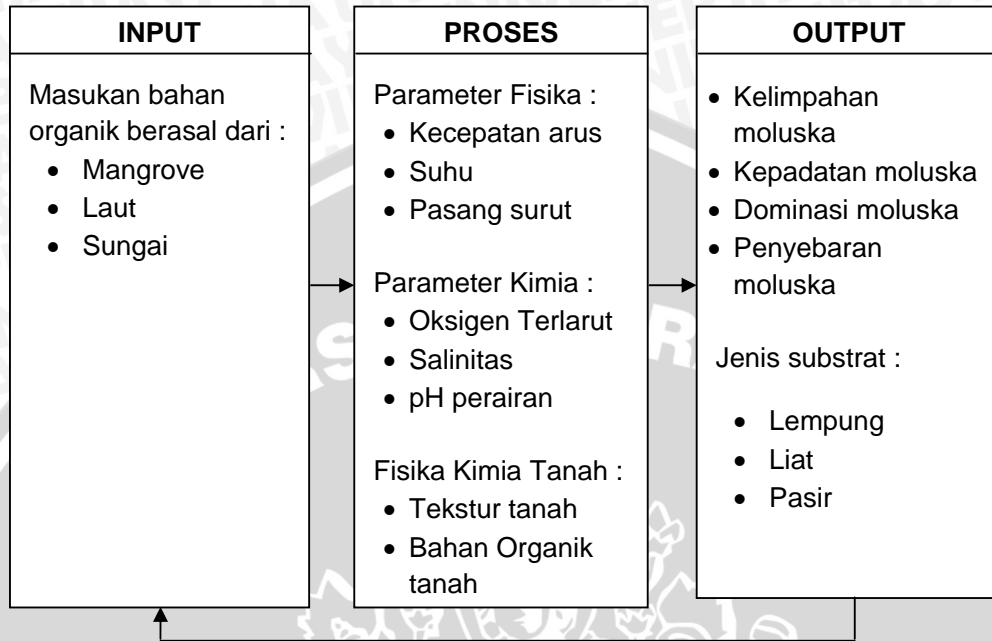 INPUT
Masukan bahan
organik berasal dari :
• Mangrove
• Laut
• Sungai
PROSES
Parameter Fisika :
• Kecepatan arus
• Suhu
• Pasang surut
Parameter Kimia :
• Oksigen Terlarut
• Salinitas
• pH perairan
Fisika Kimia Tanah :
• Tekstur tanah
• Bahan Organik
tanah
OUTPUT
• Kelimpahan
moluska
• Kepadatan moluska
• Dominasi moluska
• Penyebaran
moluska
Jenis substrat :
• Lempung
• Liat
• Pasir